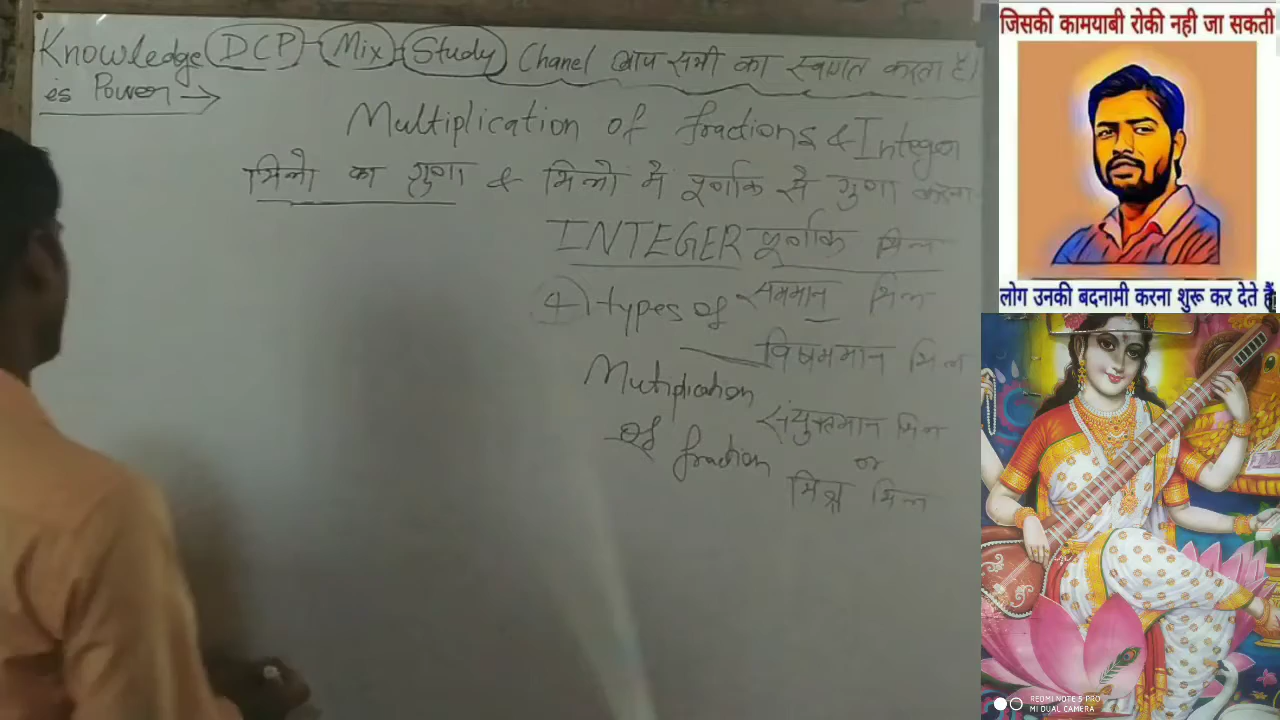 Knowledge DCP Mix Study Chanel आप सभी का स्वागत करता है।
is Power →
Multiplication of fractions & Integer
भिन्नो का गुणा & भिन्नो में पूर्णांक से गुणा करना
INTEGER पूर्णांक भिन्न
4 types of सममान भिन्न
विषममान भिन्न
Multiplication
संयुक्तमान भिन्न
of fraction or
मिश्र भिन्न
जिसकी कामयाबी रोकी नही जा सकती
लोग उनकी बदनामी करना शुरू कर देते हैं
REDMI NOTE 5 PRO
MI DUAL CAMERA